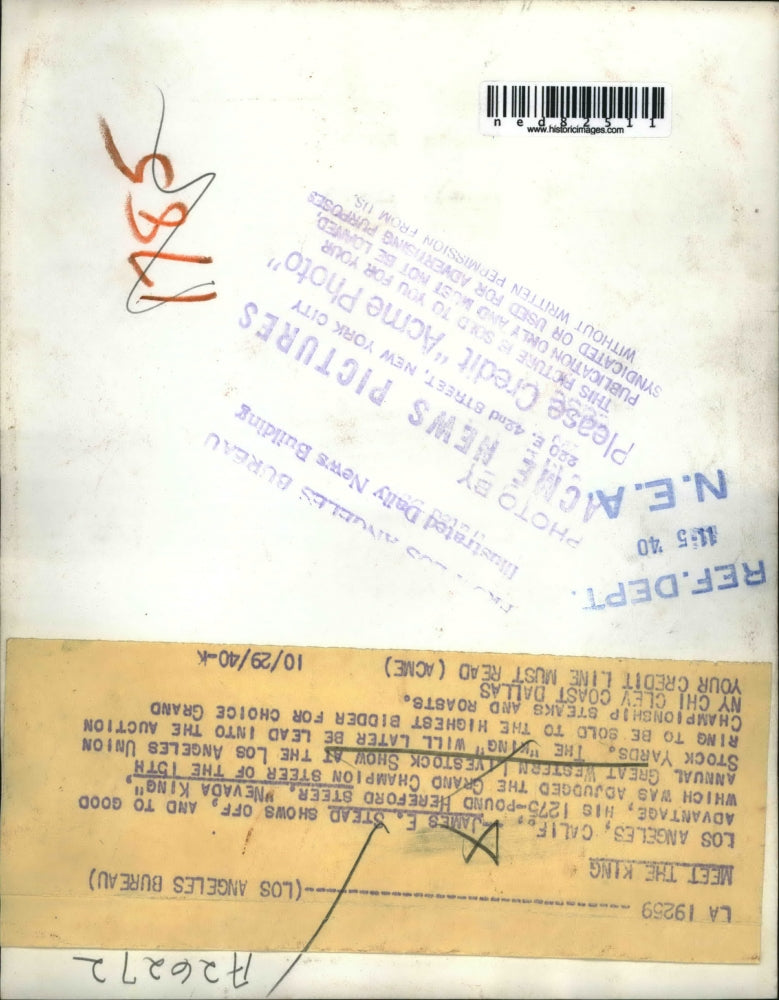 ned82511
www.historicimages.com
1785
WITHOUT WRITTEN PERMISSION FROM US.
SYNDICATED OR USED FOR ADVERTISING PURPOSES
PUBLICATION ONLY AND MUST NOT BE LOANED,
THIS PICTURE IS SOLD TO YOU FOR YOUR
Please Credit "Acme Photo"
220 E. 42nd STREET, NEW YORK CITY
ACME NEWS PICTURES
PHOTO BY
Illustrated Daily News Building
LOS ANGELES BUREAU
REF. DEPT.
5 '40
N.E.A.
A26272
LA 19259 ----------------------------(LOS ANGELES BUREAU)
MEET THE KING
LOS ANGELES, CALIF., --JAMES E. STEAD SHOWS OFF, AND TO GOOD
ADVANTAGE, HIS 1275-POUND HEREFORD STEER, "NEVADA KING"
WHICH WAS ADJUDGED THE GRAND CHAMPION STEER OF THE 15TH
ANNUAL GREAT WESTERN LIVESTOCK SHOW AT THE LOS ANGELES UNION
STOCK YARDS. THE "KING" WILL LATER BE LEAD INTO THE AUCTION
RING TO BE SOLD TO THE HIGHEST BIDDER FOR CHOICE GRAND
CHAMPIONSHIP STEAKS AND ROASTS.
NY CHI CLEV COAST DALLAS
YOUR CREDIT LINE MUST READ (ACME) 10/29/40-K